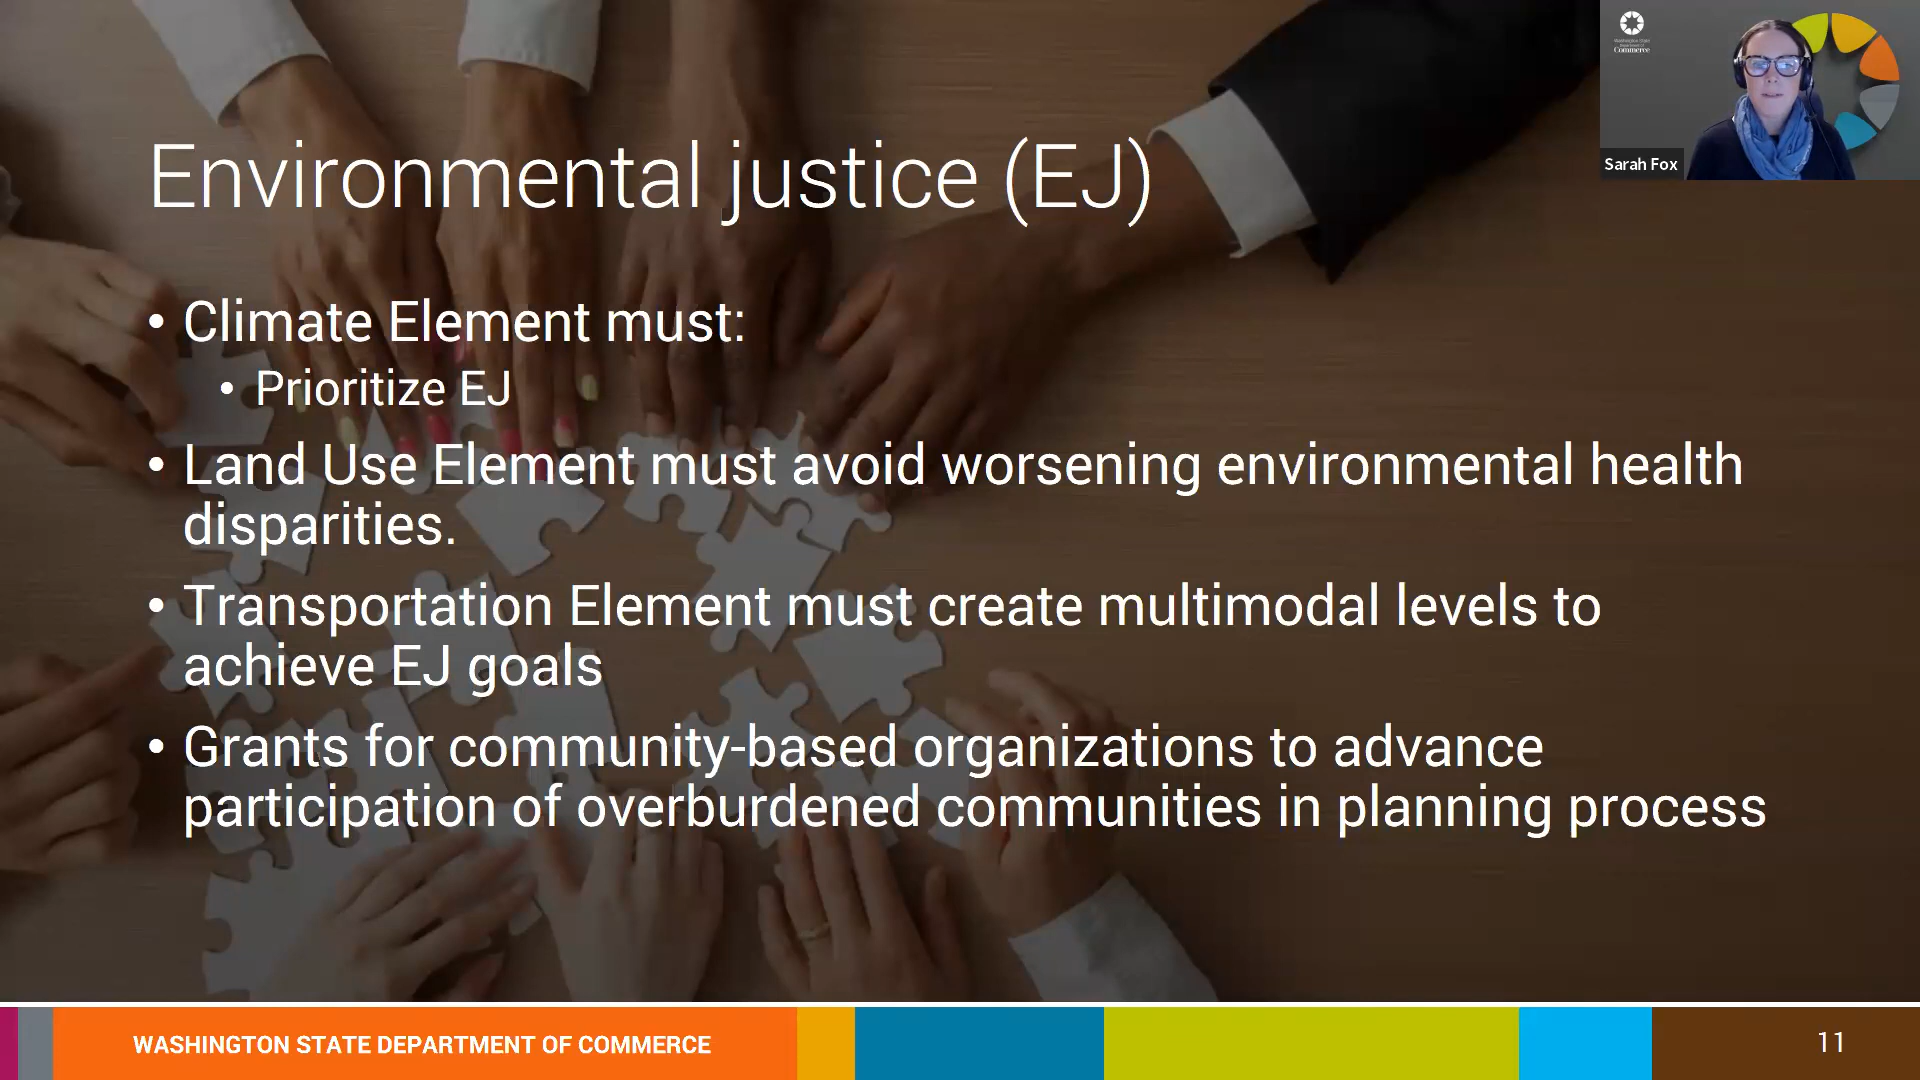 Commerce
Sarah Fox
Environmental justice (EJ)
• Climate Element must:
• Prioritize EJ
• Land Use Element must avoid worsening environmental health
disparities.
• Transportation Element must create multimodal levels to
achieve EJ goals
• Grants for community-based organizations to advance
participation of overburdened communities in planning process
WASHINGTON STATE DEPARTMENT OF COMMERCE
11